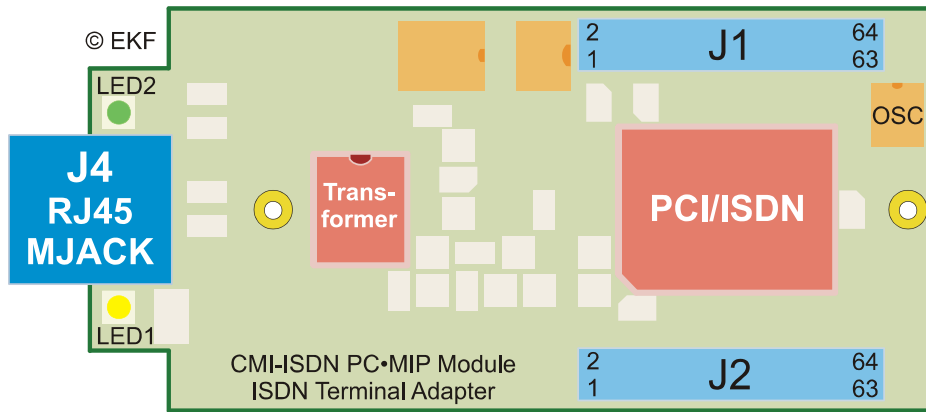 © EKF
2
1
J1
64
63
LED2
OSC
J4
RJ45
MJACK
Trans-
former
PCI/ISDN
LED1
CMI-ISDN PC•MIP Module
ISDN Terminal Adapter
2
1
J2
64
63